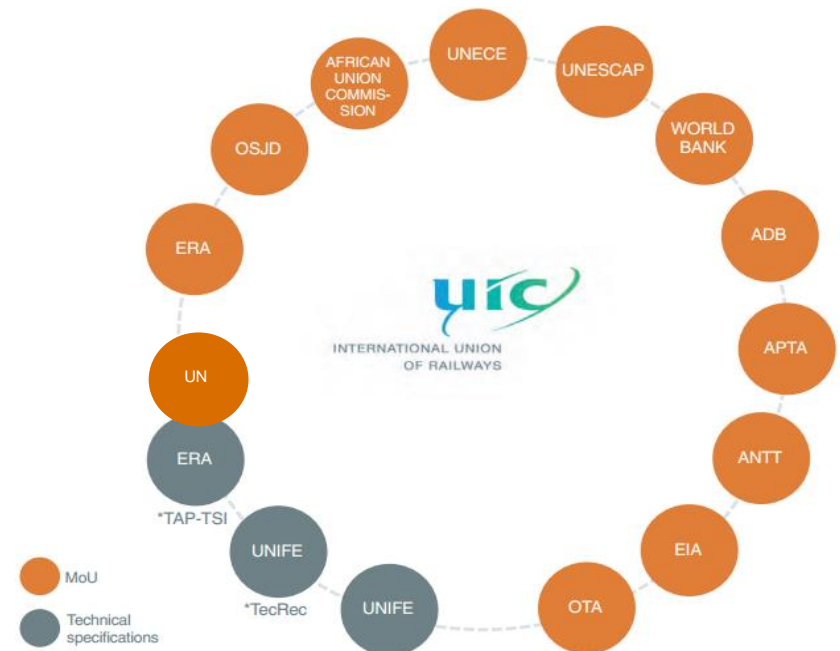 UNECE
AFRICAN
UNION
COMMIS-
SION
UNESCAP
WORLD
BANK
OSJD
ADB
ERA
uic
INTERNATIONAL UNION
OF RAILWAYS
APTA
UN
ERA
*TAP-TSI
ANTT
UNIFE
*TecRec
EIA
UNIFE
OTA
MoU
Technical
specifications